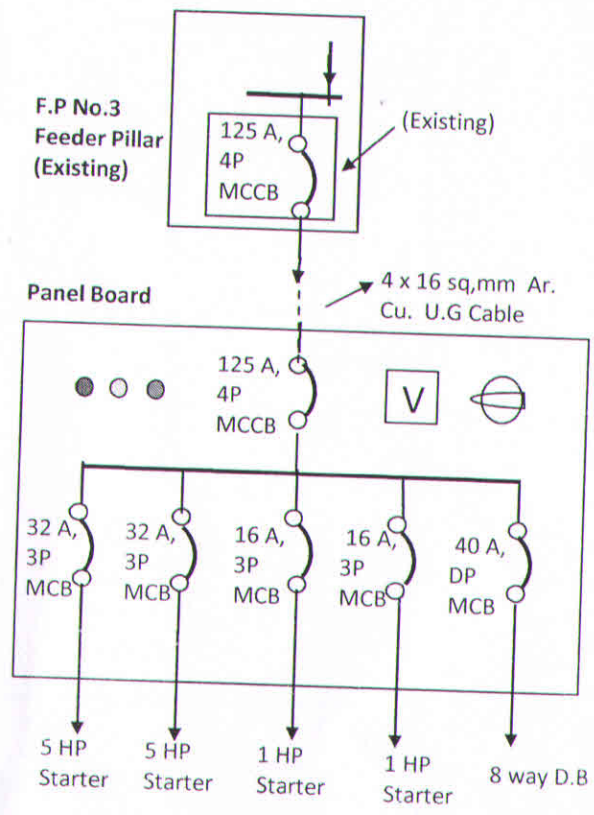 F.P No.3
Feeder Pillar
(Existing)
125 A,
4P
MCCB
(Existing)
4 x 16 sq,mm Ar.
Cu. U.G Cable
Panel Board
125 A,
4P
MCCB
V
32 A,
3P
MCB
32 A,
3P
MCB
16 A,
3P
MCB
16 A,
3P
MCB
40 A,
DP
MCB
5 HP
Starter
5 HP
Starter
1 HP
Starter
1 HP
Starter
8 way D.B